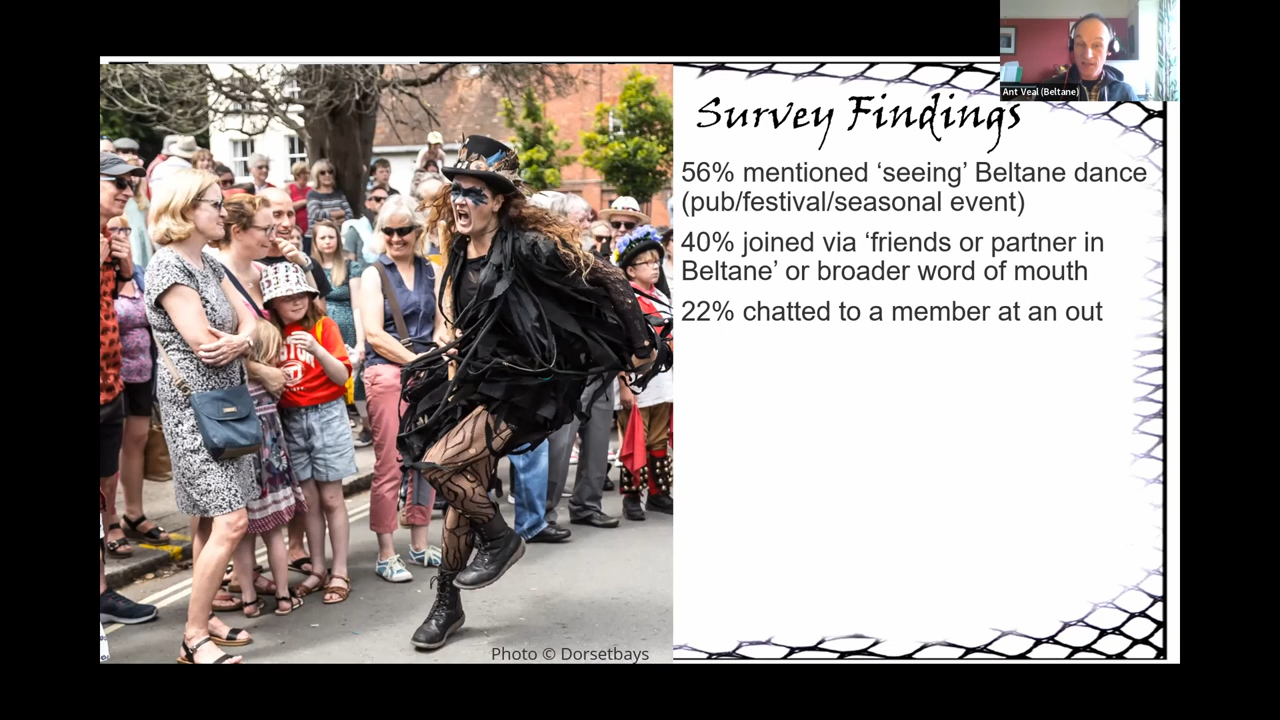 Ant Veal (Beltane)
Survey Findings
56% mentioned ‘seeing’ Beltane dance
(pub/festival/seasonal event)
40% joined via ‘friends or partner in
Beltane’ or broader word of mouth
22% chatted to a member at an out
Photo © Dorsetbays